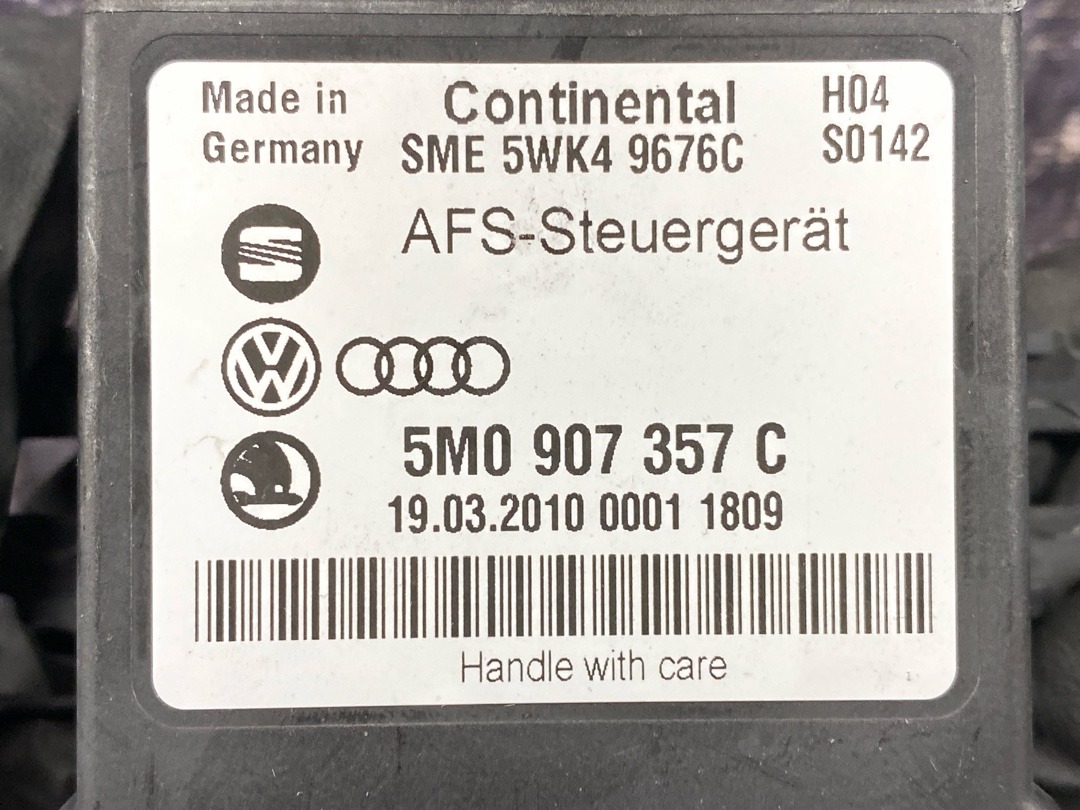 Made in
Germany
Continental
SME 5WK4 9676C
H04
S0142
AFS-Steuergerät
5M0 907 357 C
19.03.2010 0001 1809
Handle with care